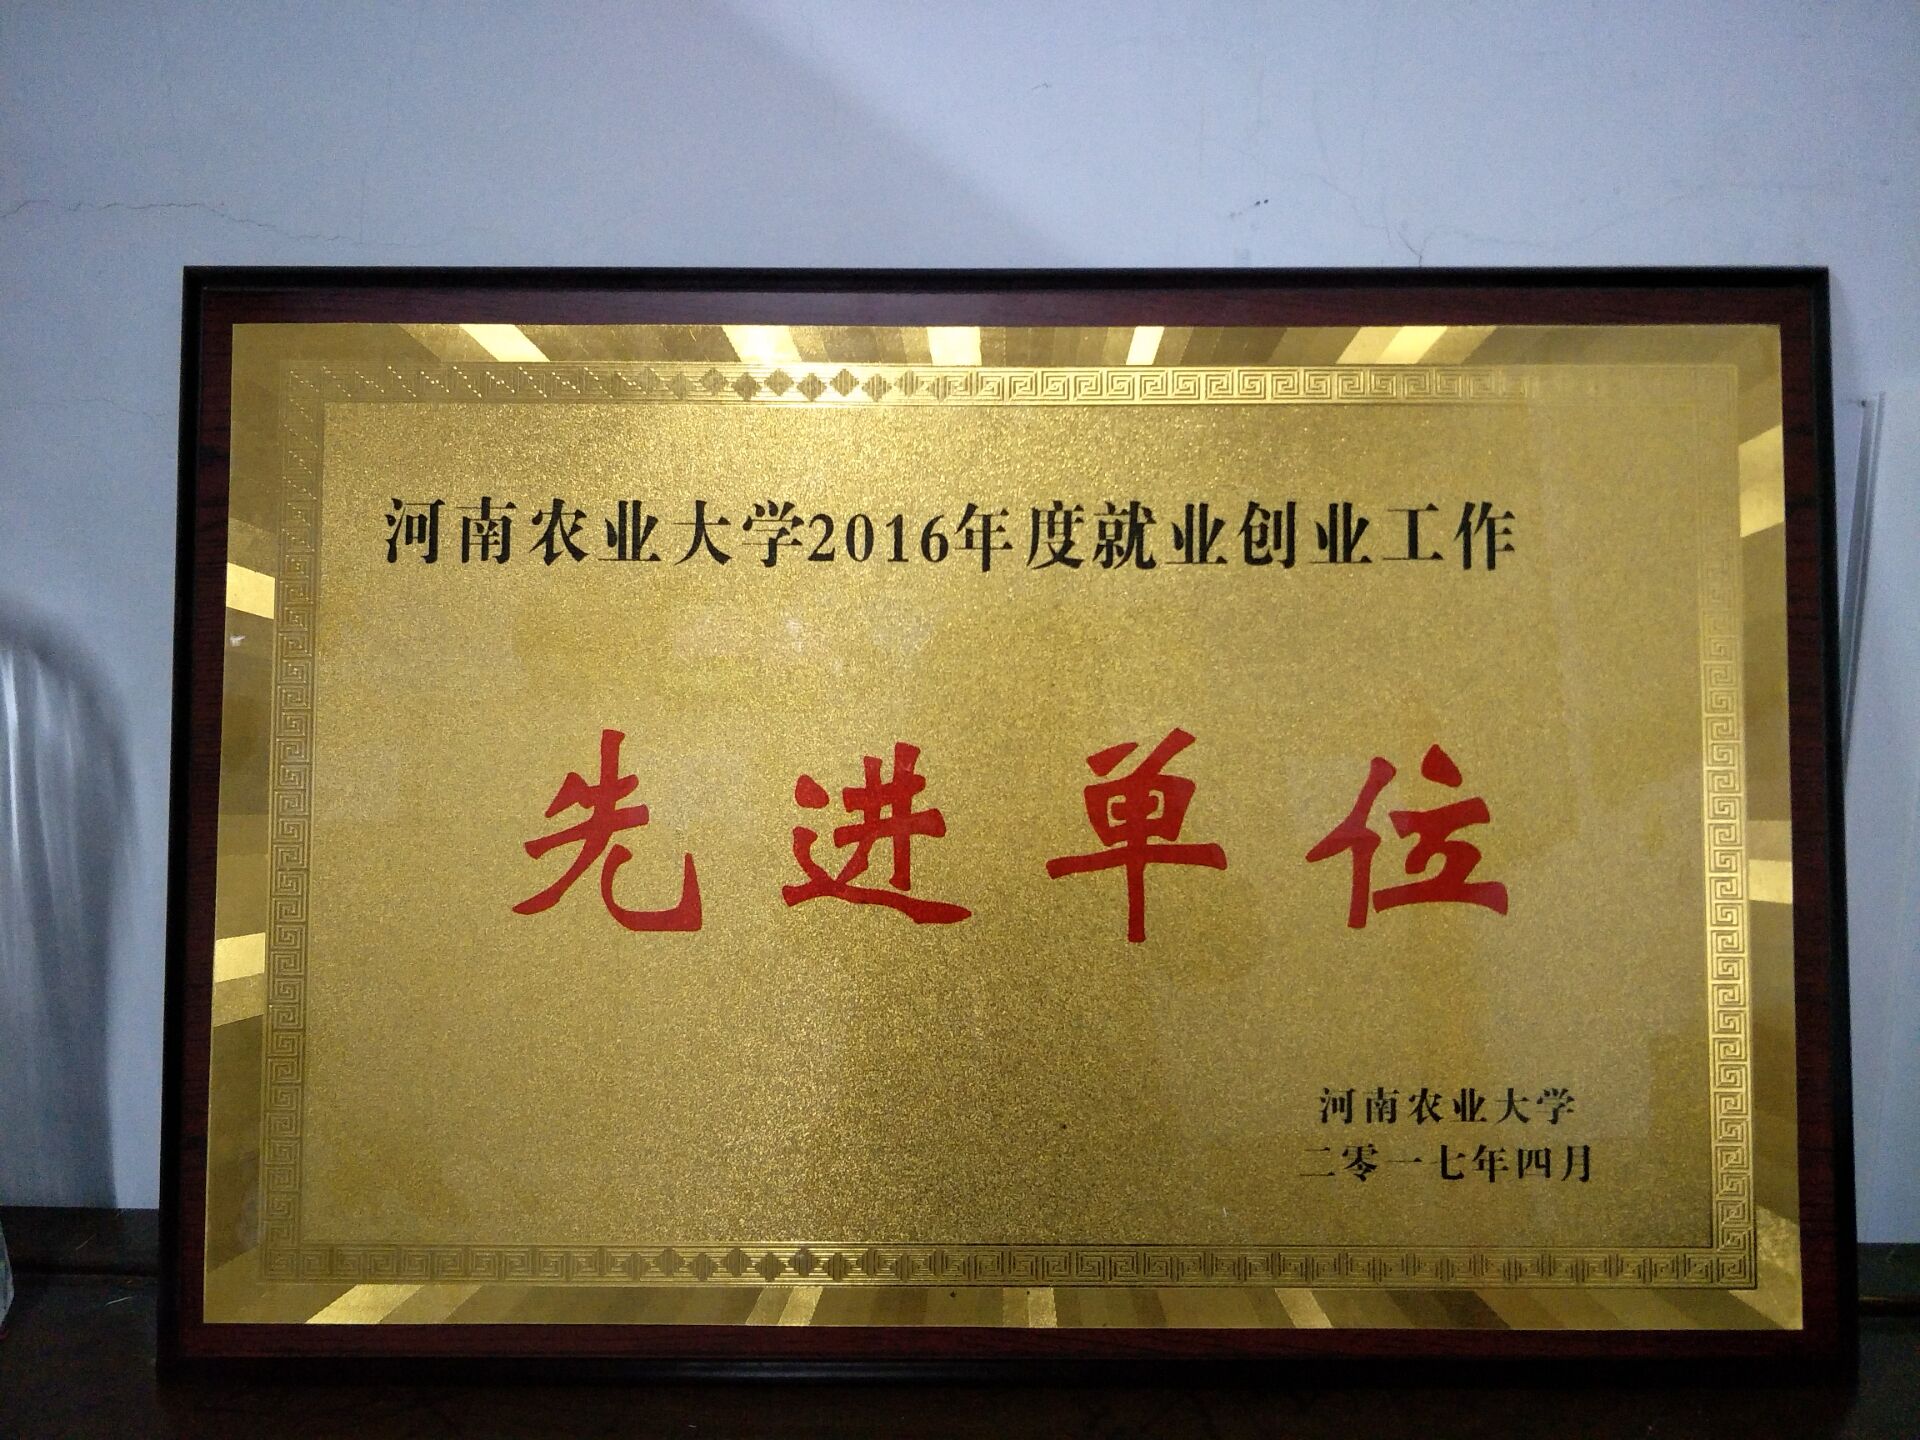 河南农业大学2016年度就业创业工作
先进单位
河南农业大学
二零一七年四月